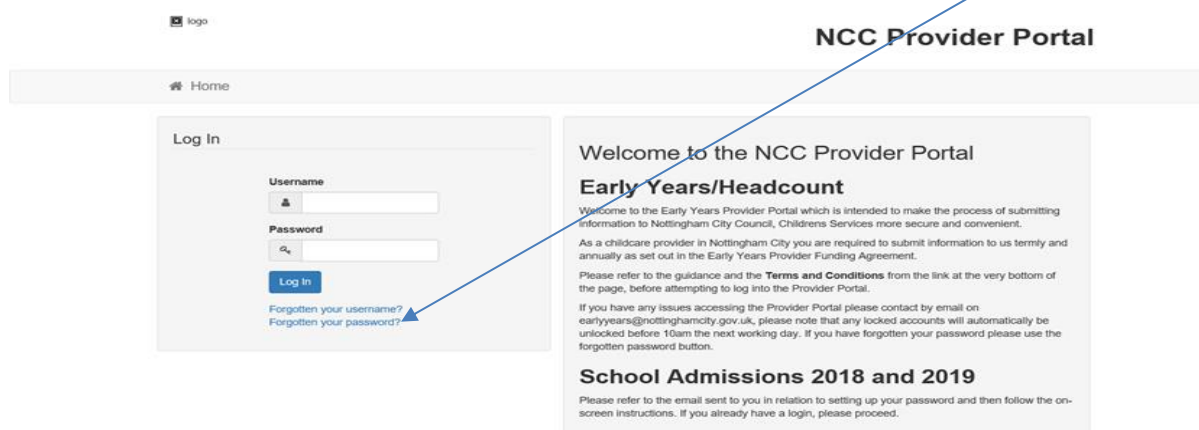 logo
NCC Provider Portal
Home
Log In
Username
Password
Log In
Forgotten your username?
Forgotten your password?
Welcome to the NCC Provider Portal
Early Years/Headcount
Welcome to the Early Years Provider Portal which is intended to make the process of submitting
information to Nottingham City Council, Childrens Services more secure and convenient.
As a childcare provider in Nottingham City you are required to submit information to us termly and
annually as set out in the Early Years Provider Funding Agreement.
Please refer to the guidance and the Terms and Conditions from the link at the very bottom of
the page, before attempting to log into the Provider Portal.
If you have any issues accessing the Provider Portal please contact by email on
earlyyears@nottinghamcity.gov.uk, please note that any locked accounts will automatically be
unlocked before 10am the next working day. If you have forgotten your password please use the
forgotten password button.
School Admissions 2018 and 2019
Please refer to the email sent to you in relation to setting up your password and then follow the on-
screen instructions. If you already have a login, please proceed.